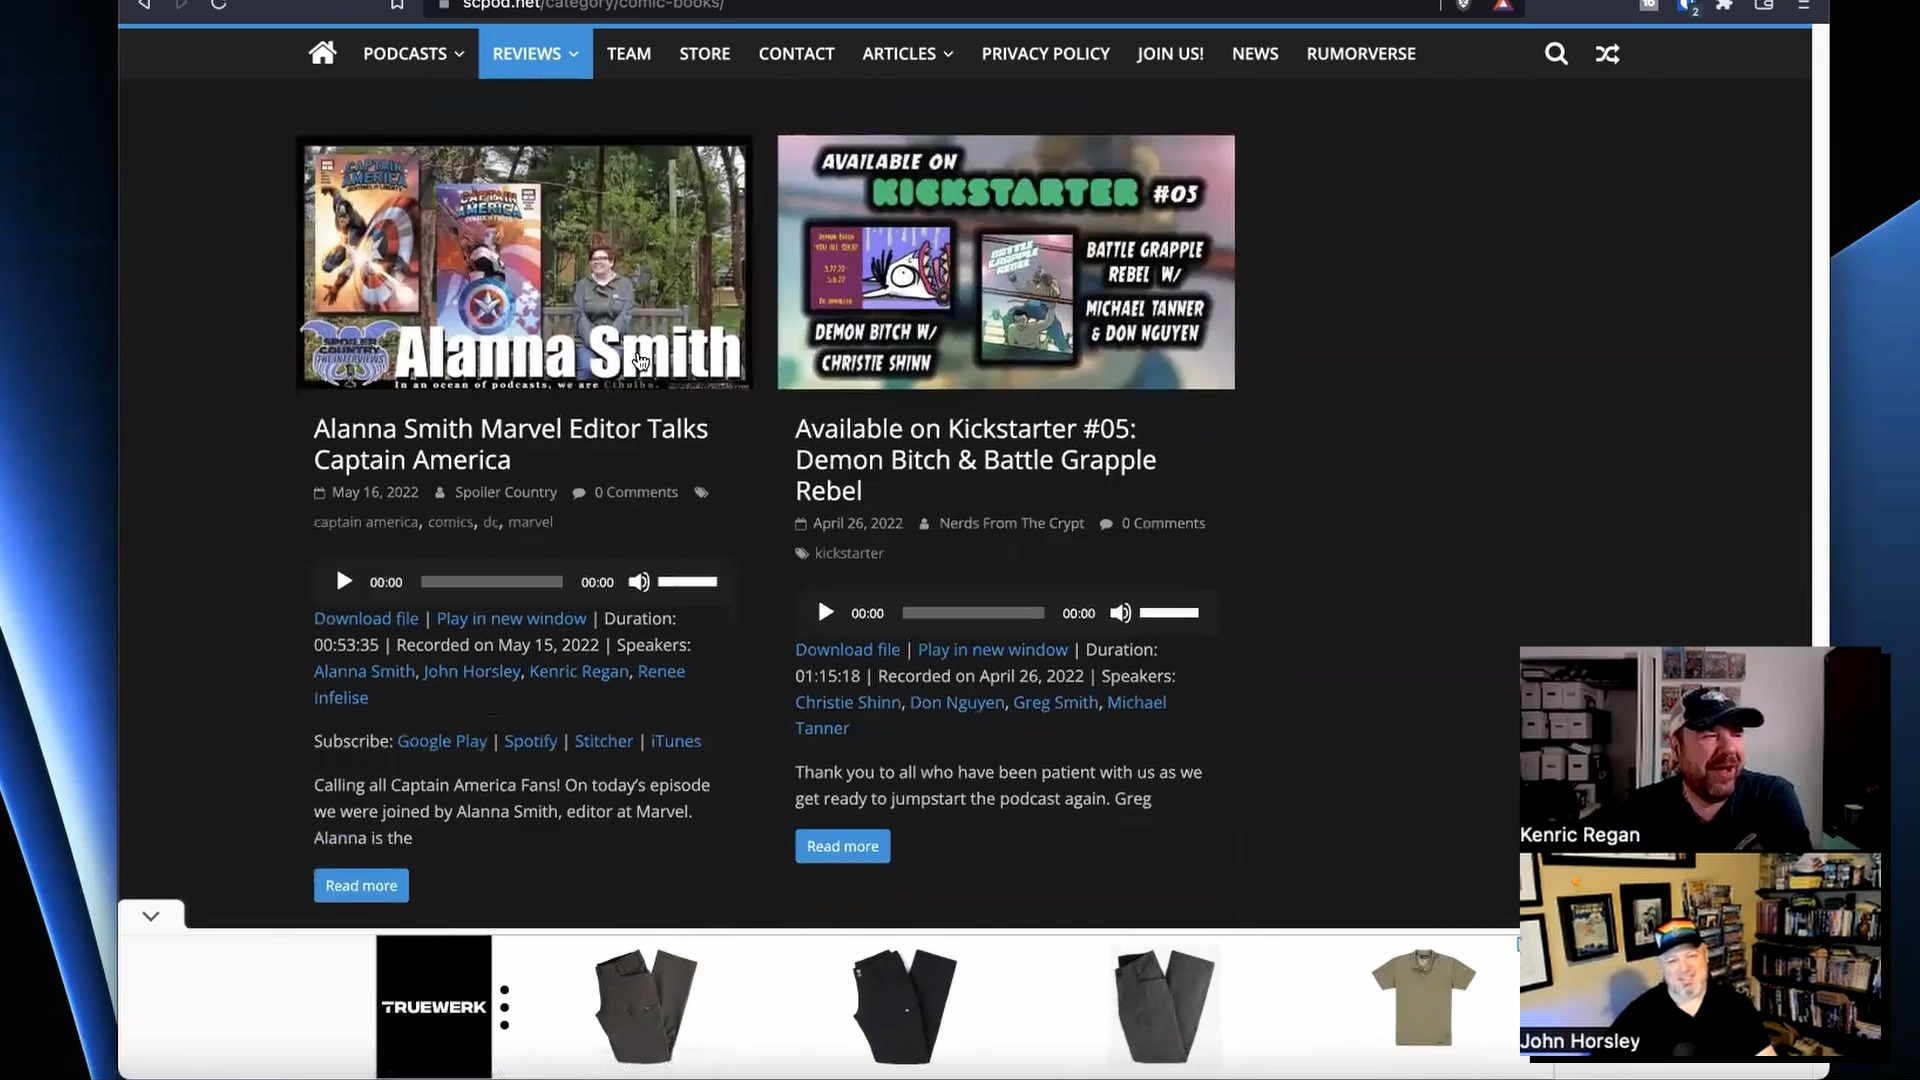 scpod.net/category/comic-books/
2
PODCASTS
REVIEWS
TEAM
STORE
CONTACT
ARTICLES
PRIVACY POLICY
JOIN US!
NEWS
RUMORVERSE
CAPTAIN AMERICA
CAPTAIN AMERICA
SPOILER COUNTRY
THE INTERVIEWS
Alanna Smith
In an ocean of podcasts, we are Cthulhu.
AVAILABLE ON
KICKSTARTER #05
BATTLE GRAPPLE REBEL
DEMON BITCH W/
CHRISTIE SHINN
BATTLE GRAPPLE
REBEL W/
MICHAEL TANNER
& DON NGUYEN
Alanna Smith Marvel Editor Talks
Captain America
May 16, 2022 Spoiler Country 0 Comments
captain america, comics, dc, marvel
00:00 00:00
Download file | Play in new window | Duration:
00:53:35 | Recorded on May 15, 2022 | Speakers:
Alanna Smith, John Horsley, Kenric Regan, Renee
Infelise
Subscribe: Google Play | Spotify | Stitcher | iTunes
Calling all Captain America Fans! On today's episode
we were joined by Alanna Smith, editor at Marvel.
Alanna is the
Read more
Available on Kickstarter #05:
Demon Bitch & Battle Grapple
Rebel
April 26, 2022 Nerds From The Crypt 0 Comments
kickstarter
00:00 00:00
Download file | Play in new window | Duration:
01:15:18 | Recorded on April 26, 2022 | Speakers:
Christie Shinn, Don Nguyen, Greg Smith, Michael
Tanner
Thank you to all who have been patient with us as we
get ready to jumpstart the podcast again. Greg
Read more
Kenric Regan
John Horsley
TRUEWERK